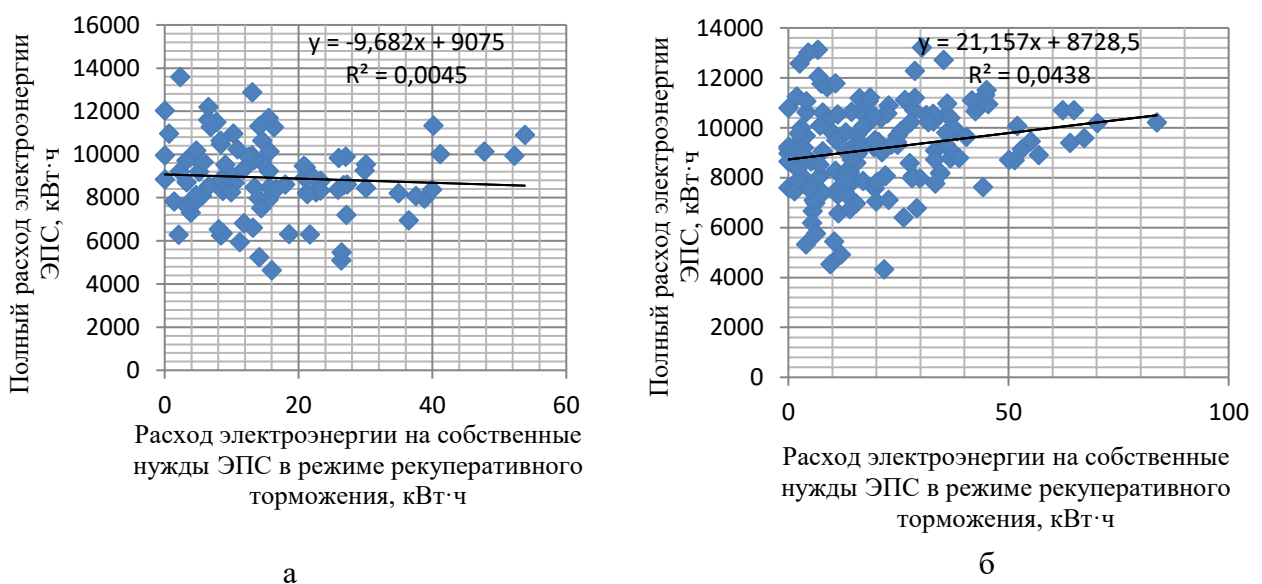 Полный расход электроэнергии
ЭПС, кВт·ч
16000
14000
12000
10000
8000
6000
4000
2000
0
y = -9,682x + 9075
R² = 0,0045
0
20
40
60
Расход электроэнергии на собственные
нужды ЭПС в режиме рекуперативного
торможения, кВт·ч
а
Полный расход электроэнергии
ЭПС, кВт·ч
14000
12000
10000
8000
6000
4000
2000
0
y = 21,157x + 8728,5
R² = 0,0438
0
50
100
Расход электроэнергии на собственные
нужды ЭПС в режиме рекуперативного
торможения, кВт·ч
б